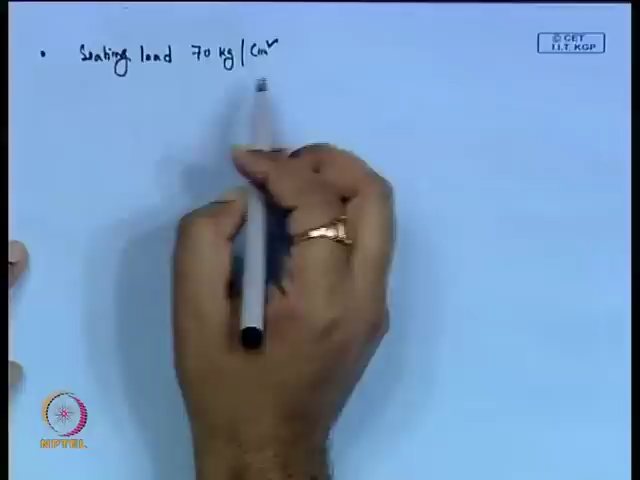 • Seating load 70 kg/cm²
© CET
I.I.T. KGP
NPTEL